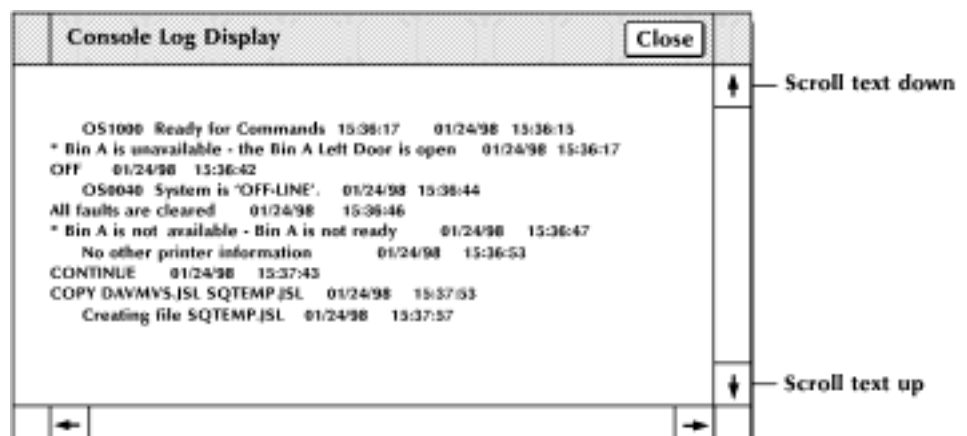 Console Log Display
Close
Scroll text down
OS1000 Ready for Commands 15:36:17 01/24/98 15:36:15
* Bin A is unavailable - the Bin A Left Door is open 01/24/98 15:36:17
OFF 01/24/98 15:36:42
OS0040 System is 'OFF-LINE'. 01/24/98 15:36:44
All faults are cleared 01/24/98 15:36:46
* Bin A is not available - Bin A is not ready 01/24/98 15:36:47
No other printer information 01/24/98 15:36:53
CONTINUE 01/24/98 15:37:43
COPY DAVMVS.JSL SQTEMP.JSL 01/24/98 15:37:53
Creating file SQTEMP.JSL 01/24/98 15:37:57
Scroll text up